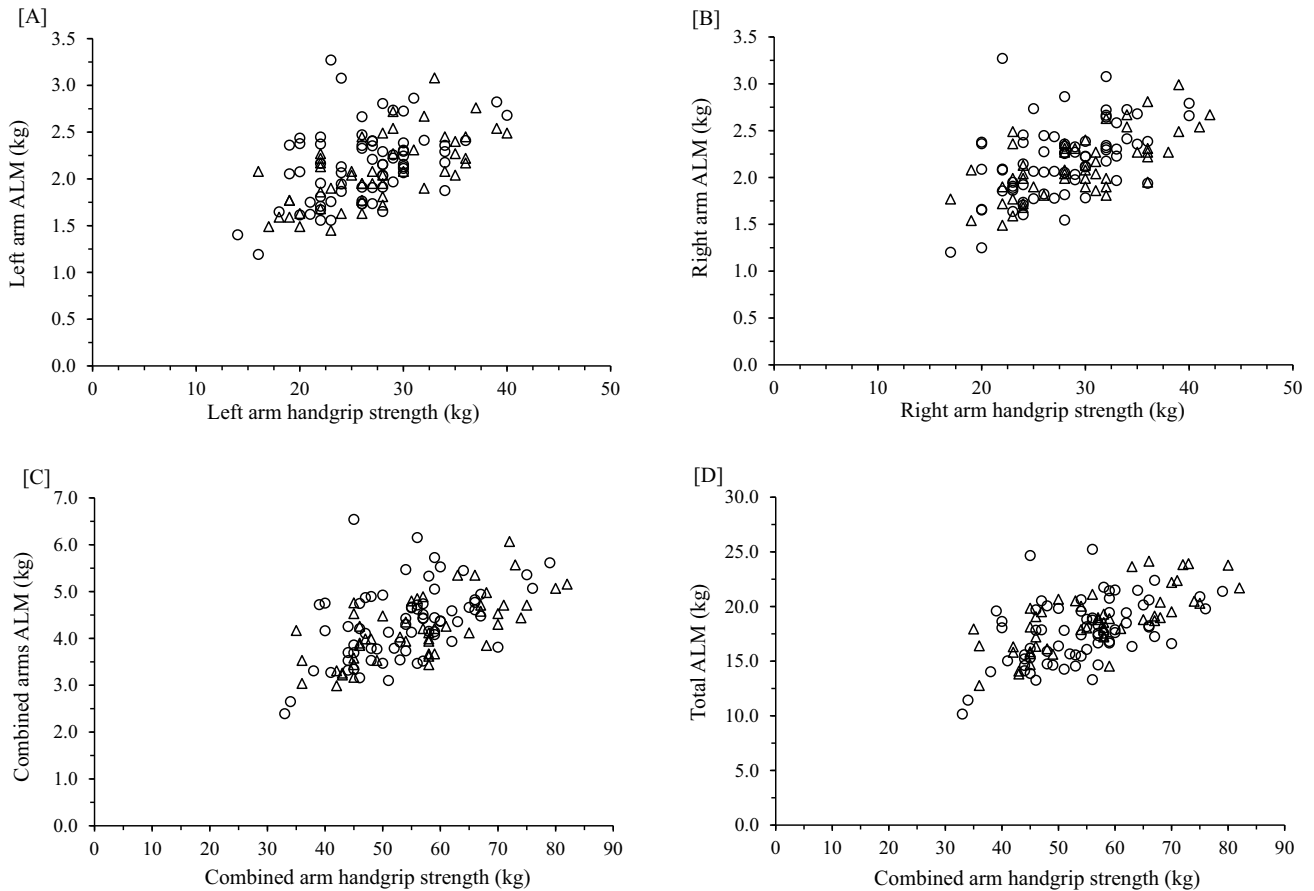 [A]
3.5
3.0
2.5
2.0
1.5
1.0
0.5
0.0
Left arm ALM (kg)
0 10 20 30 40 50
Left arm handgrip strength (kg)
[B]
3.5
3.0
2.5
2.0
1.5
1.0
0.5
0.0
Right arm ALM (kg)
0 10 20 30 40 50
Right arm handgrip strength (kg)
[C]
7.0
6.0
5.0
4.0
3.0
2.0
1.0
0.0
Combined arms ALM (kg)
0 10 20 30 40 50 60 70 80 90
Combined arm handgrip strength (kg)
[D]
30.0
25.0
20.0
15.0
10.0
5.0
0.0
Total ALM (kg)
0 10 20 30 40 50 60 70 80 90
Combined arm handgrip strength (kg)